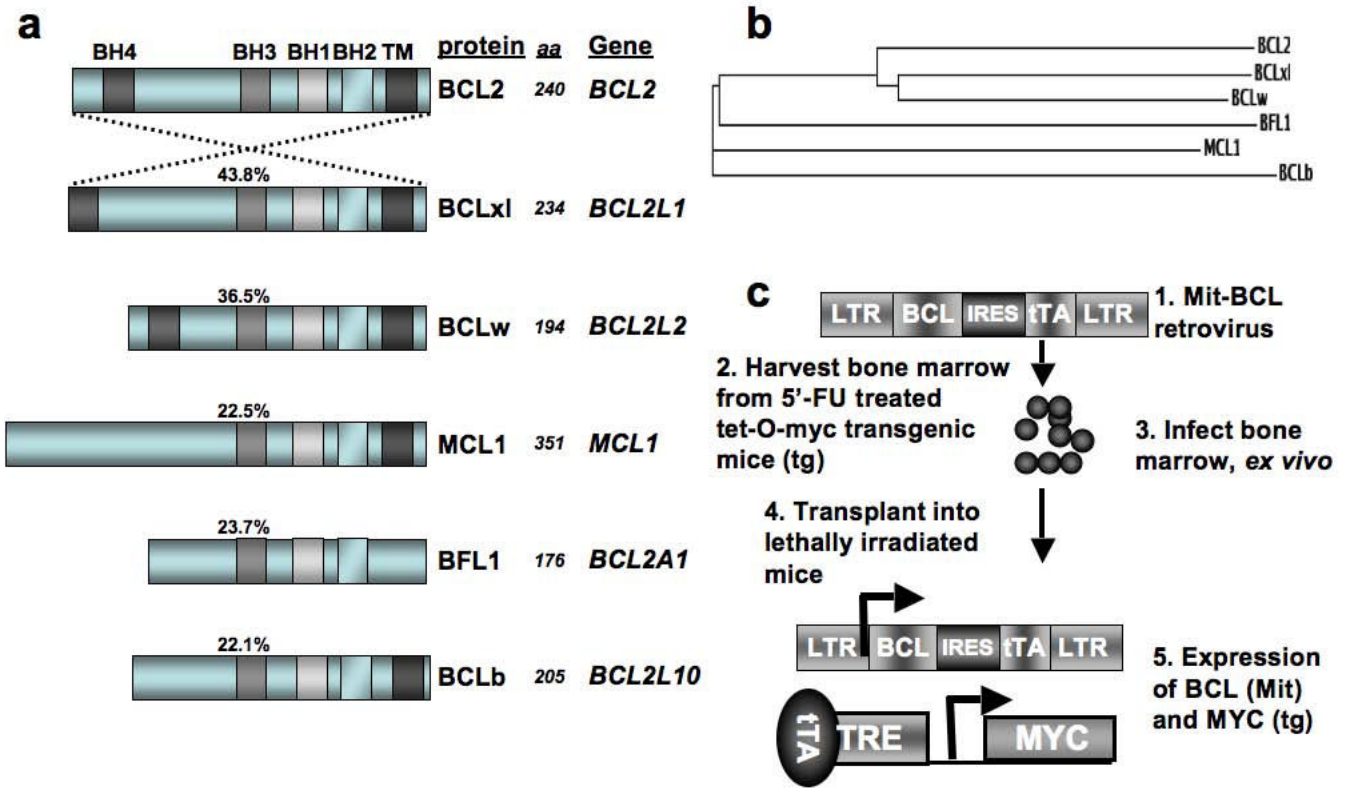 a
BH4 BH3 BH1 BH2 TM protein aa Gene
BCL2 240 BCL2
43.8%
BCLxl 234 BCL2L1
36.5%
BCLw 194 BCL2L2
22.5%
MCL1 351 MCL1
23.7%
BFL1 176 BCL2A1
22.1%
BCLb 205 BCL2L10
b
BCL2
BCLxl
BCLw
BFL1
MCL1
BCLb
c
LTR BCL IRES tTA LTR
1. Mit-BCL
retrovirus
2. Harvest bone marrow
from 5'-FU treated
tet-O-myc transgenic
mice (tg)
3. Infect bone
marrow, ex vivo
4. Transplant into
lethally irradiated
mice
LTR BCL IRES tTA LTR
5. Expression
of BCL (Mit)
and MYC (tg)
tTA TRE MYC